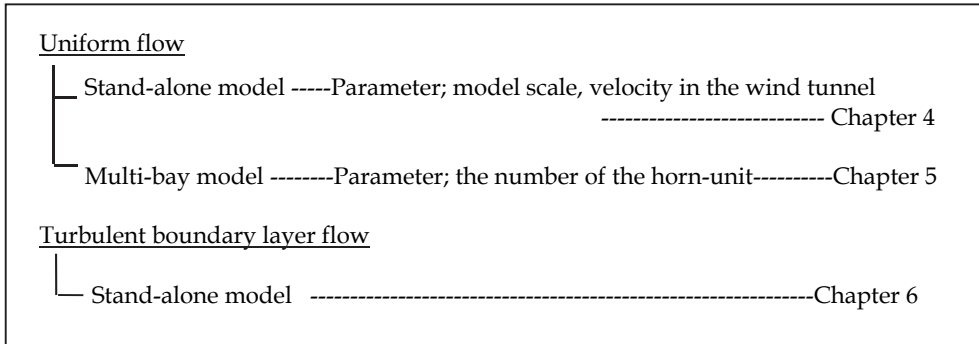 Uniform flow
Stand-alone model -----Parameter; model scale, velocity in the wind tunnel
--------------------------- Chapter 4
Multi-bay model --------Parameter; the number of the horn-unit----------Chapter 5
Turbulent boundary layer flow
Stand-alone model --------------------------------------------------------------Chapter 6